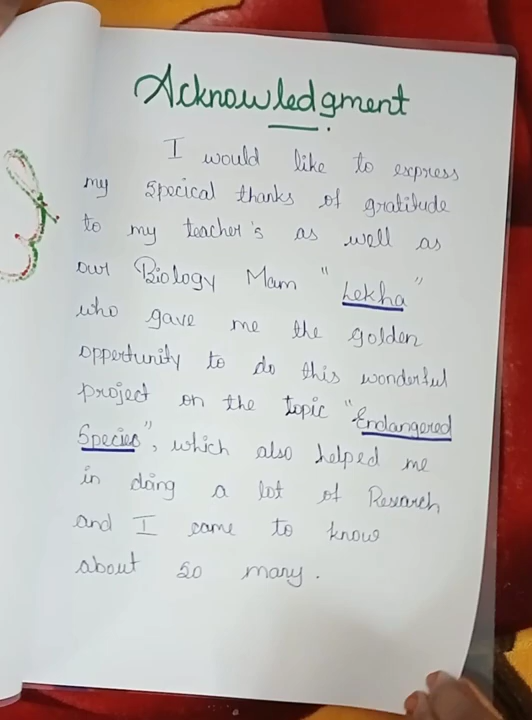 Acknowledgment
I would like to express
my specical thanks of gratitude
to my teacher's as well as
our Biology Mam "Lekha"
who gave me the golden
oppertunity to do this wonderful
project on the topic "Endangered
Species", which also helped me
in doing a lot of Research
and I came to know
about so many.